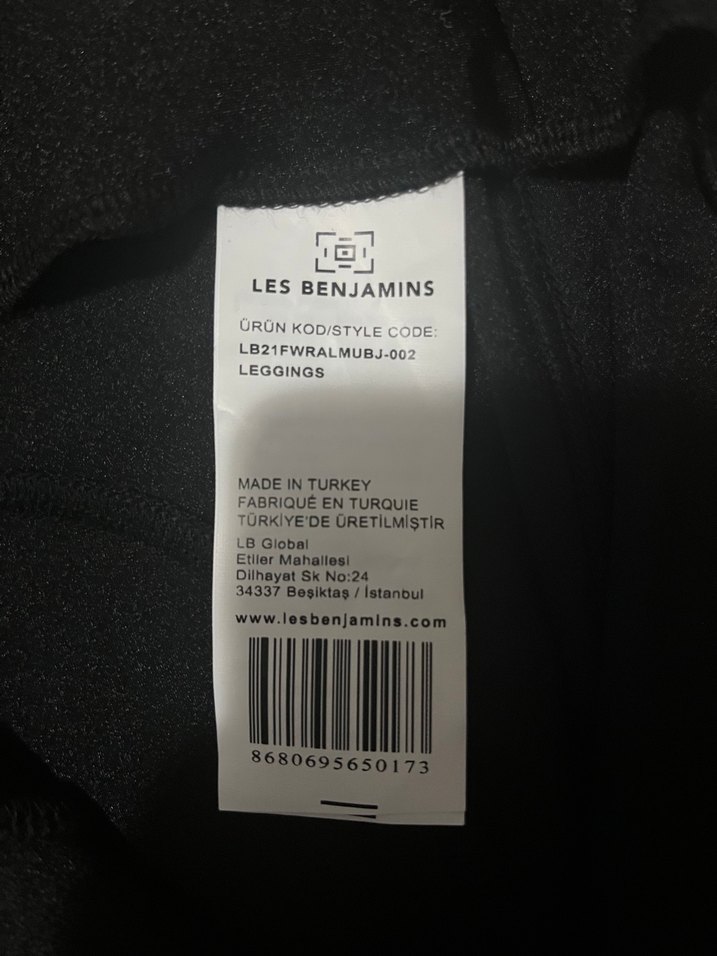 LES BENJAMINS
ÜRÜN KOD/STYLE CODE:
LB21FWRALMUBJ-002
LEGGINGS
MADE IN TURKEY
FABRIQUÉ EN TURQUIE
TÜRKİYE'DE ÜRETİLMİŞTİR
LB Global
Etiler Mahallesi
Dilhayat Sk No:24
34337 Beşiktaş / İstanbul
www.lesbenjamins.com
8680695650173